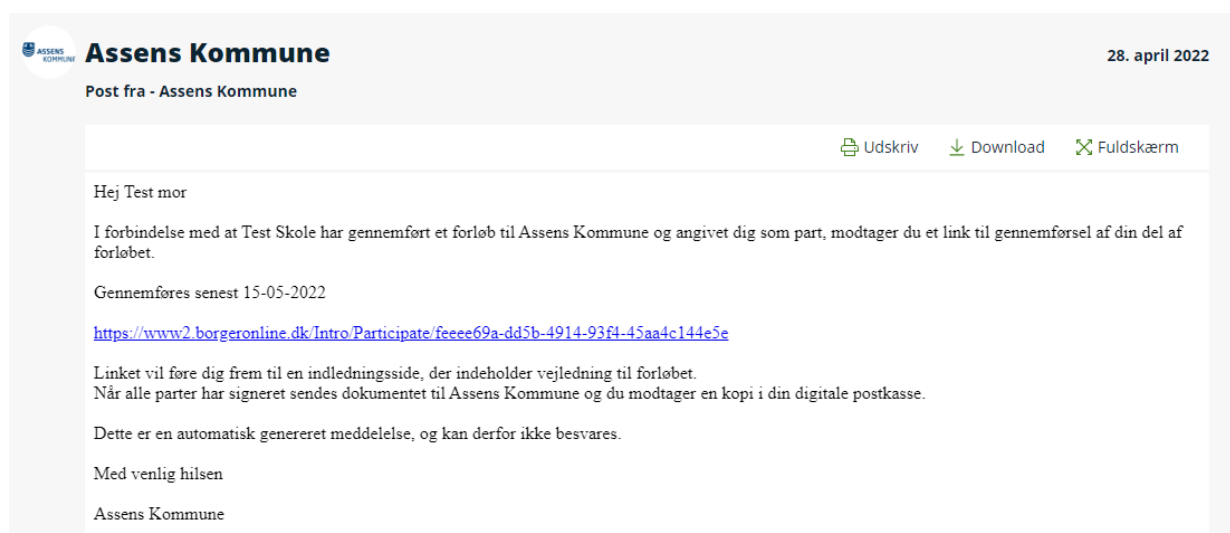 ASSENS
KOMMUNE
Assens Kommune
28. april 2022
Post fra - Assens Kommune
Udskriv
Download
Fuldskærm
Hej Test mor
I forbindelse med at Test Skole har gennemført et forløb til Assens Kommune og angivet dig som part, modtager du et link til gennemførsel af din del af
forløbet.
Gennemføres senest 15-05-2022
https://www2.borgeronline.dk/Intro/Participate/feeee69a-dd5b-4914-93f4-45aa4c144e5e
Linket vil føre dig frem til en indledningsside, der indeholder vejledning til forløbet.
Når alle parter har signeret sendes dokumentet til Assens Kommune og du modtager en kopi i din digitale postkasse.
Dette er en automatisk genereret meddelelse, og kan derfor ikke besvares.
Med venlig hilsen
Assens Kommune